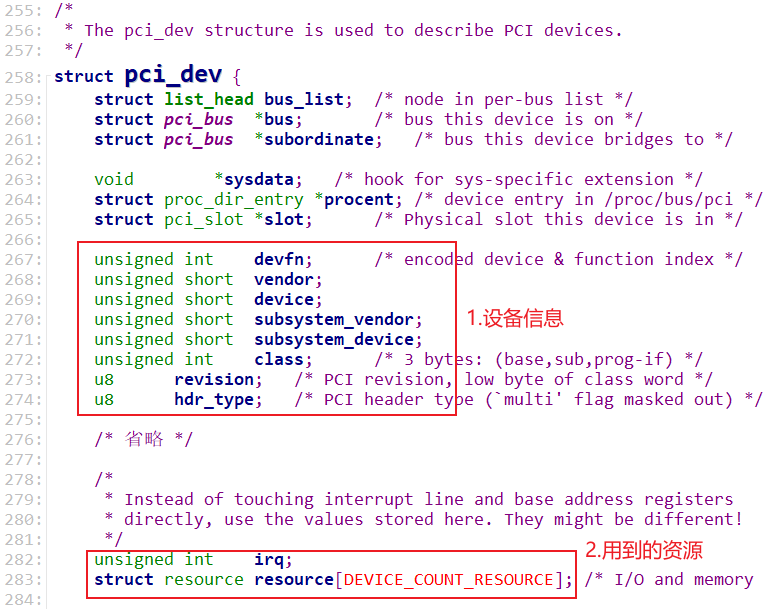 255: /*
256:  * The pci_dev structure is used to describe PCI devices.
257:  */
258: struct pci_dev {
259:     struct list_head bus_list;  /* node in per-bus list */
260:     struct pci_bus  *bus;       /* bus this device is on */
261:     struct pci_bus  *subordinate;   /* bus this device bridges to */
262:
263:     void        *sysdata;   /* hook for sys-specific extension */
264:     struct proc_dir_entry *procent; /* device entry in /proc/bus/pci */
265:     struct pci_slot *slot;      /* Physical slot this device is in */
266:
267:     unsigned int    devfn;      /* encoded device & function index */
268:     unsigned short  vendor;
269:     unsigned short  device;
270:     unsigned short  subsystem_vendor;
1.设备信息
271:     unsigned short  subsystem_device;
272:     unsigned int    class;      /* 3 bytes: (base,sub,prog-if) */
273:     u8      revision;   /* PCI revision, low byte of class word */
274:     u8      hdr_type;   /* PCI header type (`multi' flag masked out) */
275:
276:     /* 省略 */
277:
278:     /*
279:      * Instead of touching interrupt line and base address registers
280:      * directly, use the values stored here. They might be different!
281:      */
2.用到的资源
282:     unsigned int    irq;
283:     struct resource resource[DEVICE_COUNT_RESOURCE]; /* I/O and memory
284: